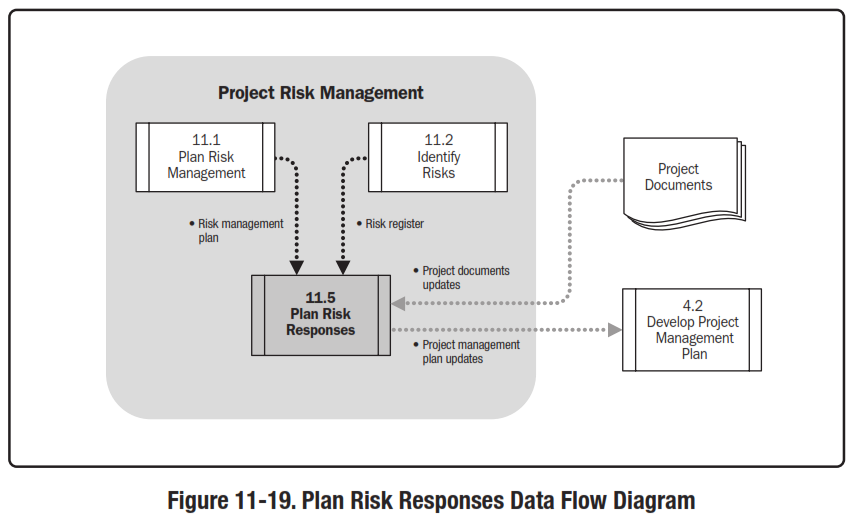 Project Risk Management
11.1
Plan Risk
Management
11.2
Identify
Risks
Project
Documents
• Risk management
plan
• Risk register
• Project documents
updates
11.5
Plan Risk
Responses
4.2
Develop Project
Management
Plan
• Project management
plan updates
Figure 11-19. Plan Risk Responses Data Flow Diagram